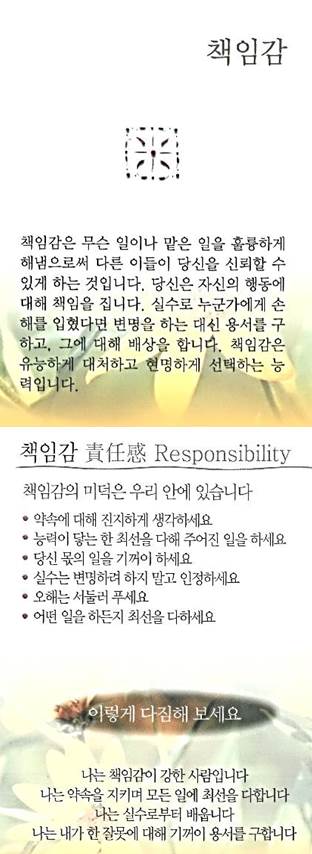 책임감
책임감은 무슨 일이나 맡은 일을 훌륭하게
해냄으로써 다른 이들이 당신을 신뢰할 수
있게 하는 것입니다. 당신은 자신의 행동에
대해 책임을 집니다. 실수로 누군가에게 손
해를 입혔다면 변명을 하는 대신 용서를 구
하고, 그에 대해 배상을 합니다. 책임감은
유능하게 대처하고 현명하게 선택하는 능
력입니다.
책임감 責任感 Responsibility
책임감의 미덕은 우리 안에 있습니다
• 약속에 대해 진지하게 생각하세요
• 능력이 닿는 한 최선을 다해 주어진 일을 하세요
• 당신 몫의 일을 기꺼이 하세요
• 실수는 변명하려 하지 말고 인정하세요
• 오해는 서둘러 푸세요
• 어떤 일을 하든지 최선을 다하세요
이렇게 다짐해 보세요
나는 책임감이 강한 사람입니다
나는 약속을 지키며 모든 일에 최선을 다합니다
나는 실수로부터 배웁니다
나는 내가 한 잘못에 대해 기꺼이 용서를 구합니다